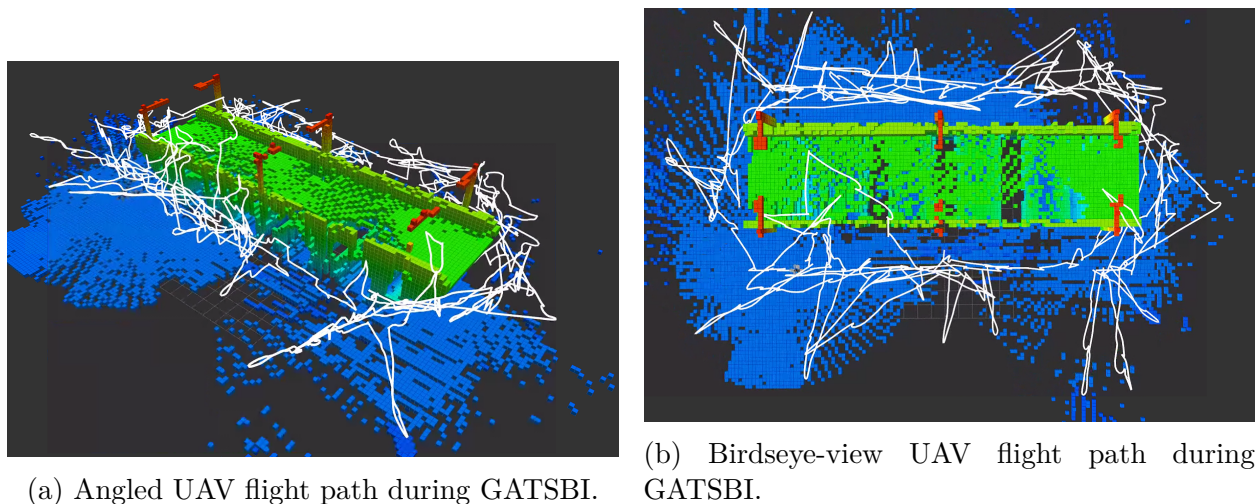 (a) Angled UAV flight path during GATSBI.
(b) Birdseye-view UAV flight path during
GATSBI.